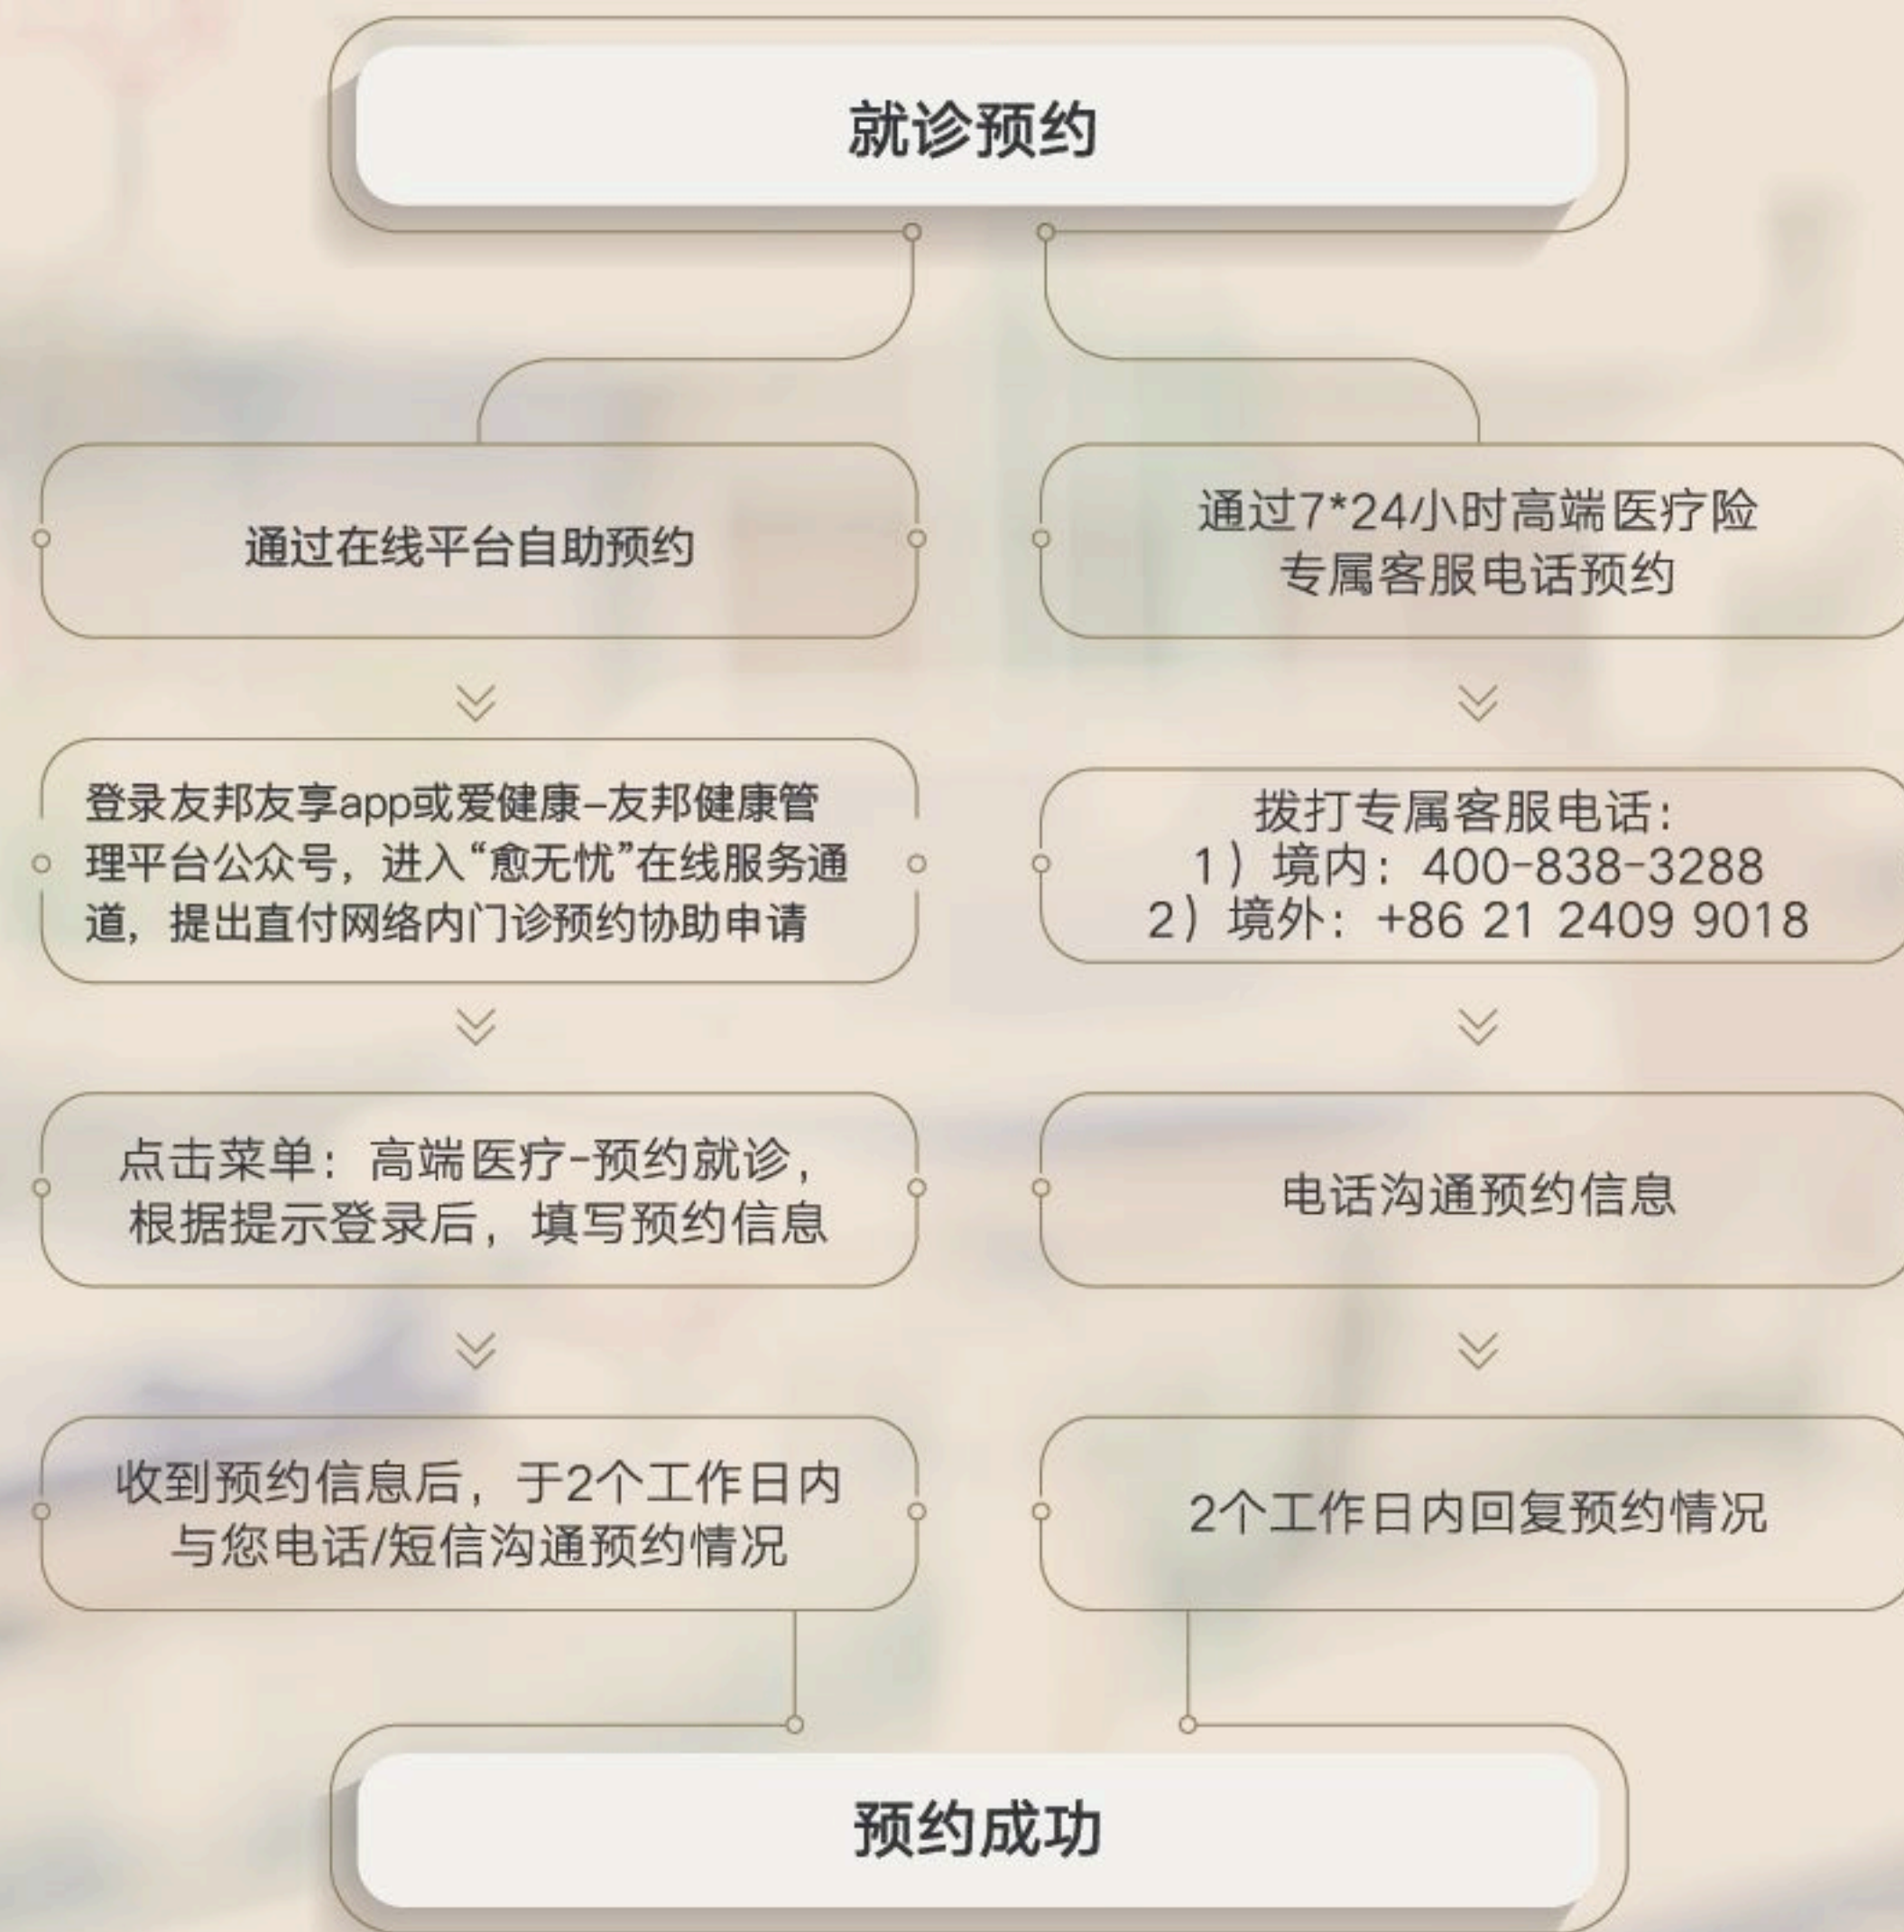 就诊预约
通过在线平台自助预约
登录友邦友享app或爱健康–友邦健康管
理平台公众号，进入“愈无忧”在线服务通
道，提出直付网络内门诊预约协助申请
点击菜单：高端医疗-预约就诊，
根据提示登录后，填写预约信息
收到预约信息后，于2个工作日内
与您电话/短信沟通预约情况
通过7*24小时高端医疗险
专属客服电话预约
拨打专属客服电话：
1）境内：400-838-3288
2）境外：+86 21 2409 9018
电话沟通预约信息
2个工作日内回复预约情况
预约成功